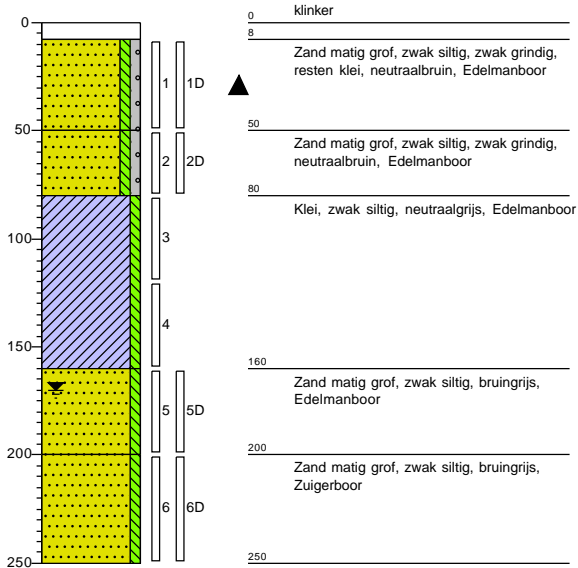 klinker
0
0
8
Zand matig grof, zwak siltig, zwak grindig,
resten klei, neutraalbruin, Edelmanboor
1
1D
50
50
Zand matig grof, zwak siltig, zwak grindig,
neutraalbruin, Edelmanboor
2
2D
80
Klei, zwak siltig, neutraalgrijs, Edelmanboor
3
100
4
150
160
Zand matig grof, zwak siltig, bruingrijs,
Edelmanboor
5
5D
200
200
Zand matig grof, zwak siltig, bruingrijs,
Zuigerboor
6
6D
250
250